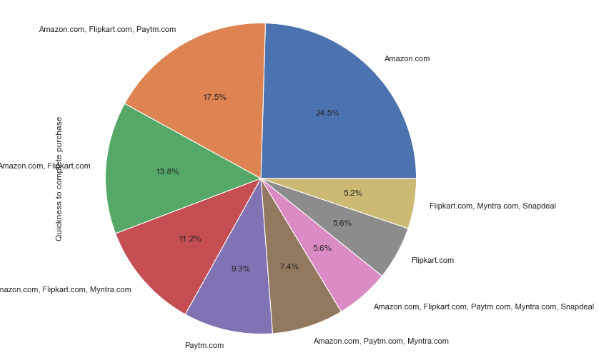 Amazon.com, Flipkart.com, Paytm.com
Amazon.com
17.5%
24.5%
Quickness to complete purchase
Amazon.com, Flipkart.com
13.8%
5.2%
Flipkart.com, Myntra.com, Snapdeal
11.2%
5.6%
9.3%
7.4%
5.6%
Flipkart.com
mazon.com, Flipkart.com, Myntra.com
Amazon.com, Flipkart.com, Paytm.com, Myntra.com, Snapdeal
Paytm.com
Amazon.com, Paytm.com, Myntra.com